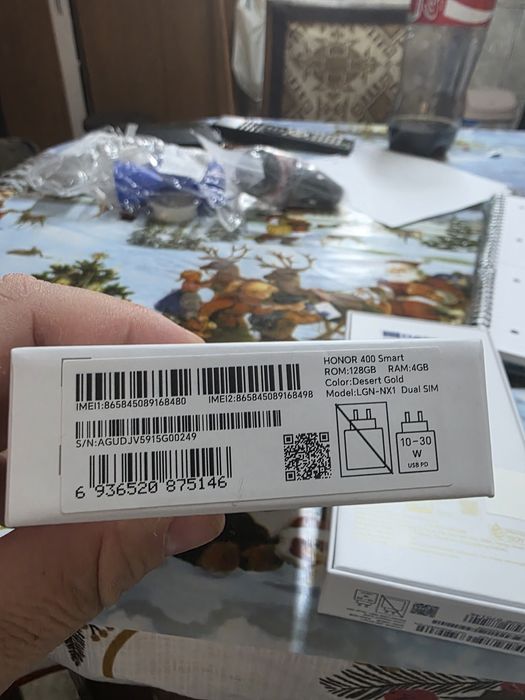 HONOR 400 Smart
ROM:128GB RAM:4GB
Color:Desert Gold
Model:LGN-NX1 Dual SIM
IMEI1:865845089168480 IMEI2:865845089168498
S/N:AGUDJV5915G00249
6 936520 875146
10-30
W
USB PD